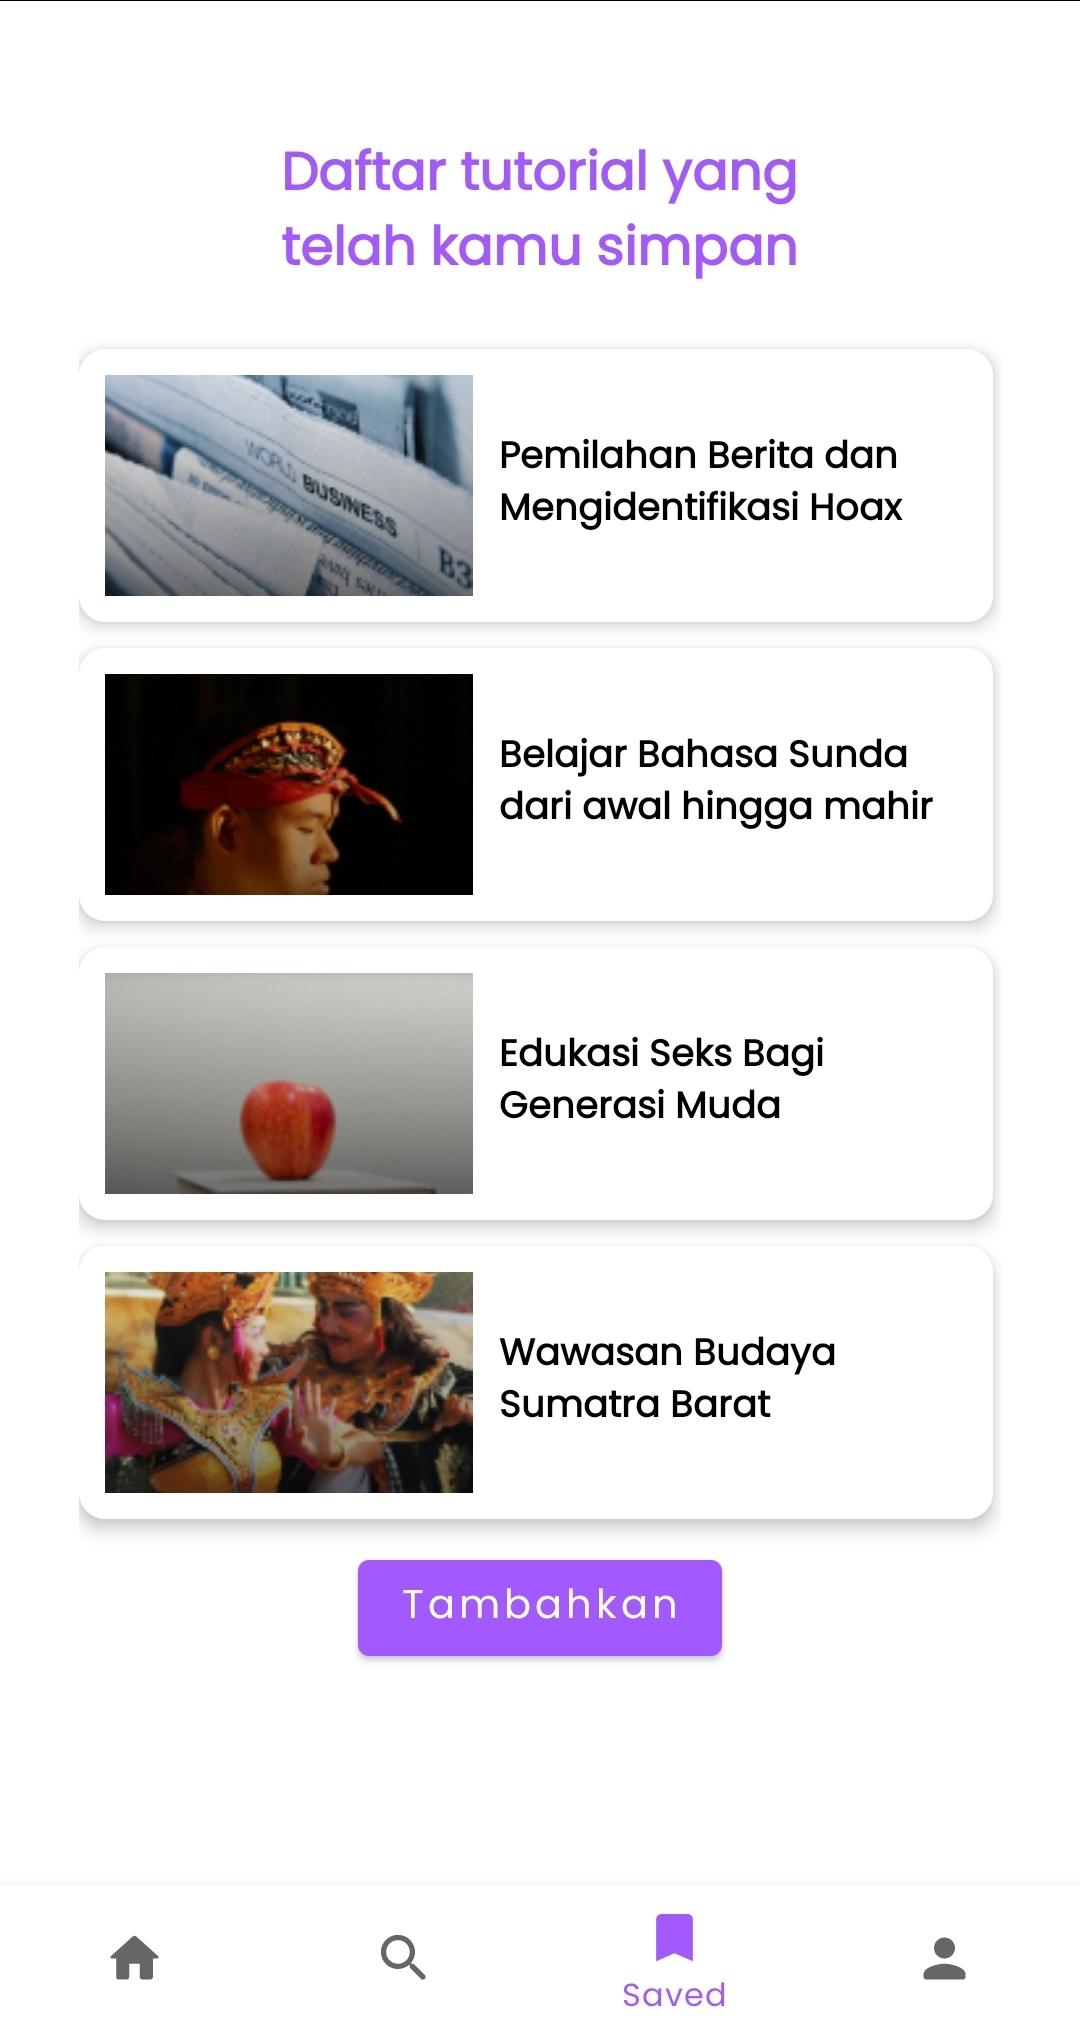 Daftar tutorial yang
telah kamu simpan
WORLD BUSINESS
B3
Pemilahan Berita dan
Mengidentifikasi Hoax
Belajar Bahasa Sunda
dari awal hingga mahir
Edukasi Seks Bagi
Generasi Muda
Wawasan Budaya
Sumatra Barat
Tambahkan
Saved